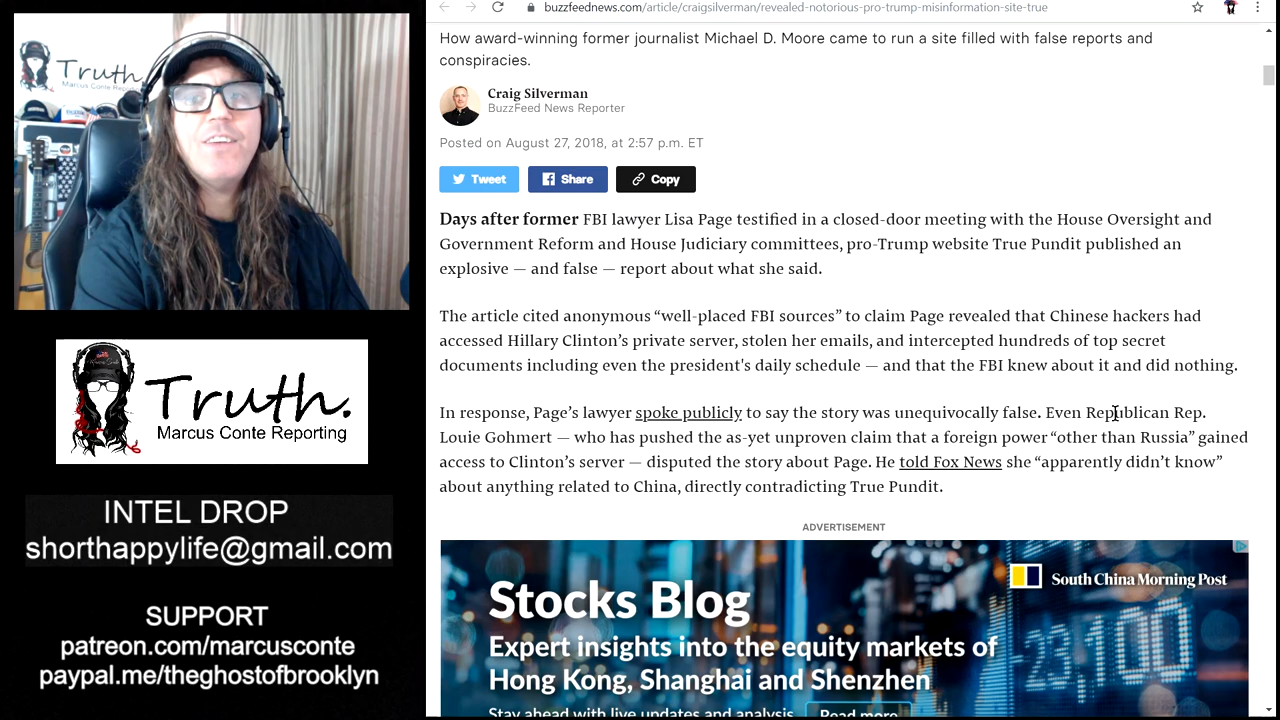 Truth.
Marcus Conte Reporting
Truth.
Marcus Conte Reporting
INTEL DROP
shorthappylife@gmail.com
SUPPORT
patreon.com/marcusconte
paypal.me/theghostofbrooklyn
buzzfeednews.com/article/craigsilverman/revealed-notorious-pro-trump-misinformation-site-true
How award-winning former journalist Michael D. Moore came to run a site filled with false reports and
conspiracies.
Craig Silverman
BuzzFeed News Reporter
Posted on August 27, 2018, at 2:57 p.m. ET
Tweet Share Copy
Days after former FBI lawyer Lisa Page testified in a closed-door meeting with the House Oversight and
Government Reform and House Judiciary committees, pro-Trump website True Pundit published an
explosive — and false — report about what she said.
The article cited anonymous “well-placed FBI sources” to claim Page revealed that Chinese hackers had
accessed Hillary Clinton’s private server, stolen her emails, and intercepted hundreds of top secret
documents including even the president's daily schedule — and that the FBI knew about it and did nothing.
In response, Page’s lawyer spoke publicly to say the story was unequivocally false. Even Republican Rep.
Louie Gohmert — who has pushed the as-yet unproven claim that a foreign power “other than Russia” gained
access to Clinton’s server — disputed the story about Page. He told Fox News she “apparently didn’t know”
about anything related to China, directly contradicting True Pundit.
ADVERTISEMENT
South China Morning Post
Stocks Blog
Expert insights into the equity markets of
Hong Kong, Shanghai and Shenzhen
Stay ahead with live updates and analysis Read more